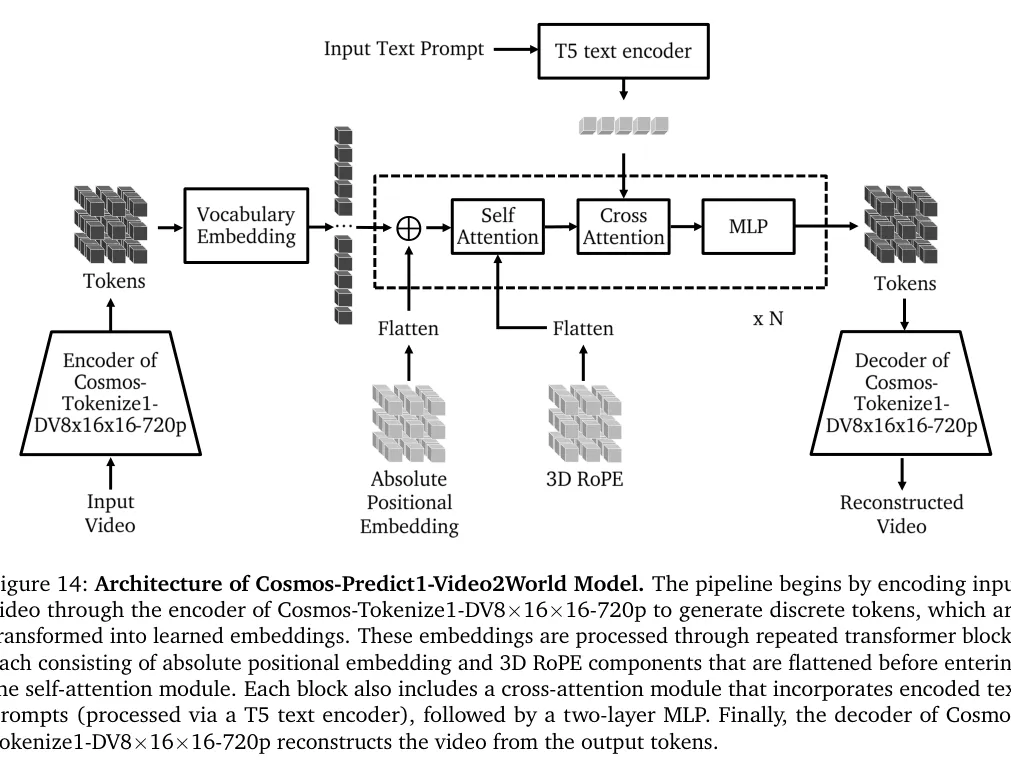 Input Text Prompt
T5 text encoder
Vocabulary
Embedding
...
Self
Attention
Cross
Attention
MLP
Tokens
Tokens
Flatten
Flatten
x N
Encoder of
Cosmos-
Tokenize1-
DV8x16x16-720p
Decoder of
Cosmos-
Tokenize1-
DV8x16x16-720p
Absolute
Positional
Embedding
3D RoPE
Input
Video
Reconstructed
Video
igure 14: Architecture of Cosmos-Predict1-Video2World Model. The pipeline begins by encoding inpu
ideo through the encoder of Cosmos-Tokenize1-DV8×16×16-720p to generate discrete tokens, which ar
ransformed into learned embeddings. These embeddings are processed through repeated transformer block
ach consisting of absolute positional embedding and 3D RoPE components that are flattened before enterin
he self-attention module. Each block also includes a cross-attention module that incorporates encoded tex
rompts (processed via a T5 text encoder), followed by a two-layer MLP. Finally, the decoder of Cosmo
okenize1-DV8×16×16-720p reconstructs the video from the output tokens.